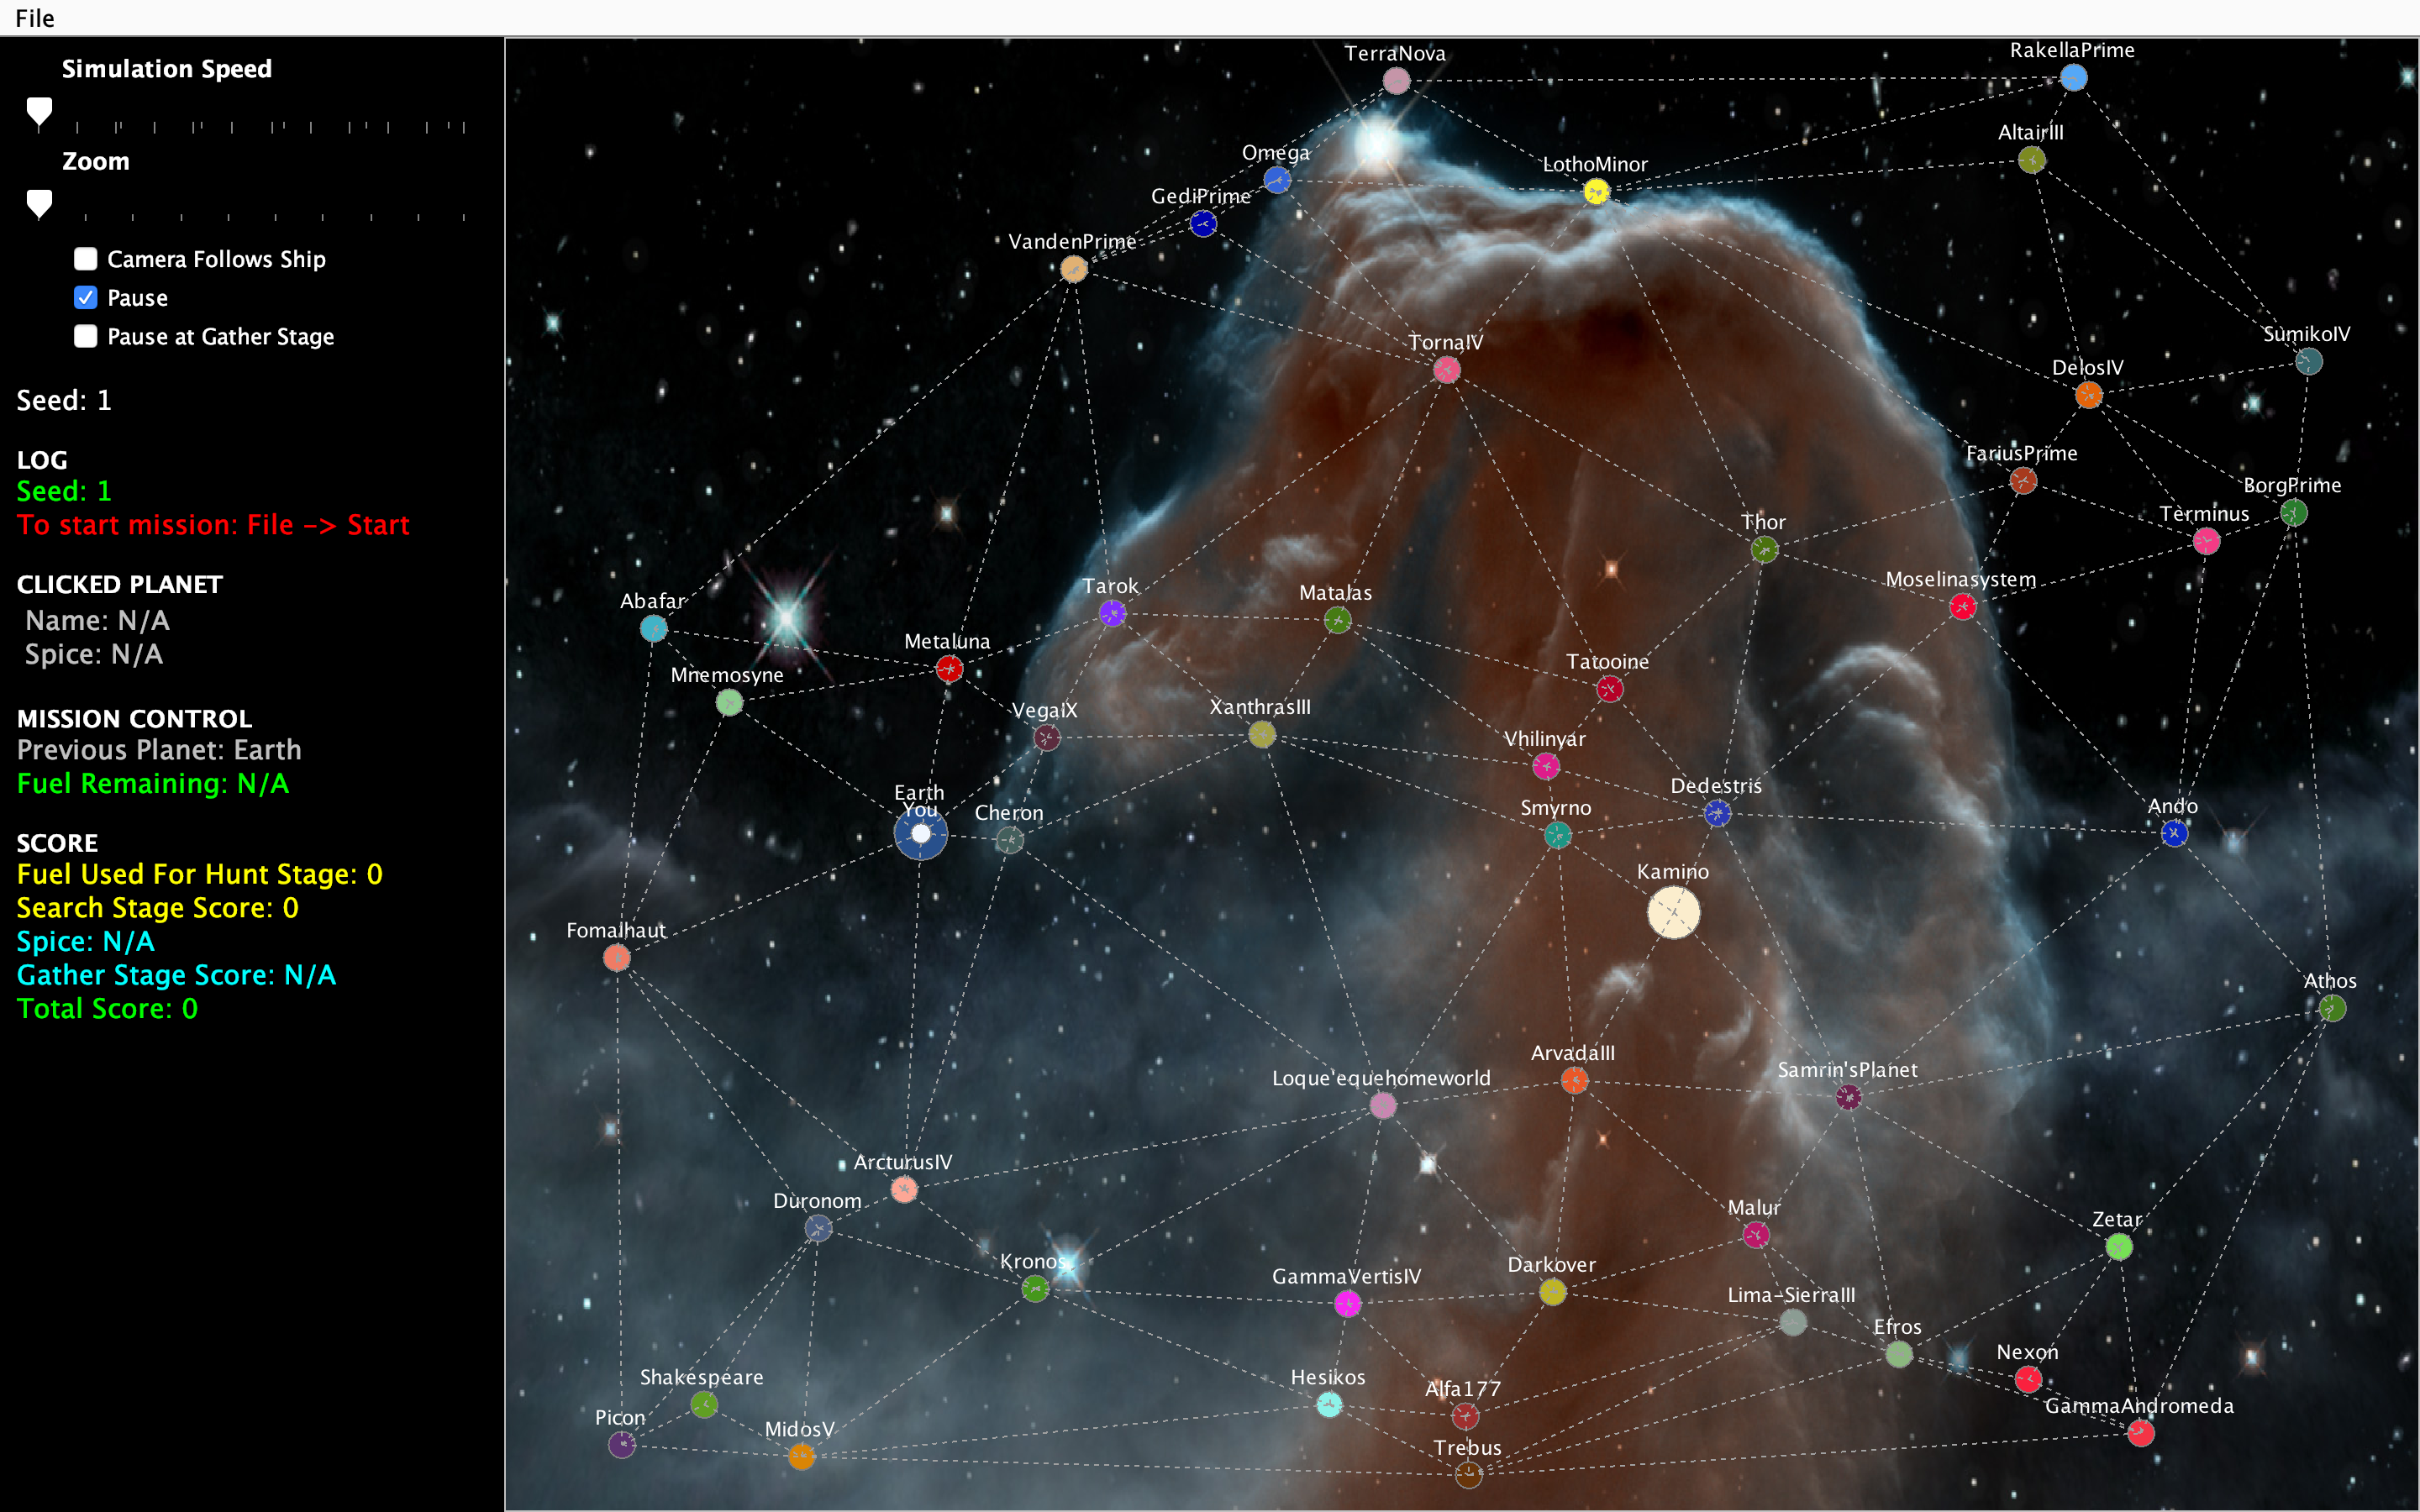 File
Simulation Speed
Zoom
Camera Follows Ship
Pause
Pause at Gather Stage
Seed: 1
LOG
Seed: 1
To start mission: File -> Start
CLICKED PLANET
Name: N/A
Spice: N/A
MISSION CONTROL
Previous Planet: Earth
Fuel Remaining: N/A
SCORE
Fuel Used For Hunt Stage: 0
Search Stage Score: 0
Spice: N/A
Gather Stage Score: N/A
Total Score: 0
TerraNova
RakellaPrime
AltairIII
Omega
LothoMinor
GediPrime
VandenPrime
TornaIV
SumikoIV
DelosIV
FariusPrime
BorgPrime
Terminus
Thor
Moselinasystem
Tarok
Matalas
Abafar
Metaluna
Tatooine
Mnemosyne
VegaIX
XanthrasIII
Vhilinyar
Dedestris
Earth
You
Cheron
Smyrno
Ando
Kamino
Fomalhaut
Athos
ArvadaIII
Loque'equehomeworld
Samrin'sPlanet
ArcturusIV
Duronom
Malur
Zetar
Kronos
GammaVertisIV
Darkover
Lima-SierraIII
Efros
Nexon
Shakespeare
Hesikos
Alfa177
GammaAndromeda
Picon
MidosV
Trebus